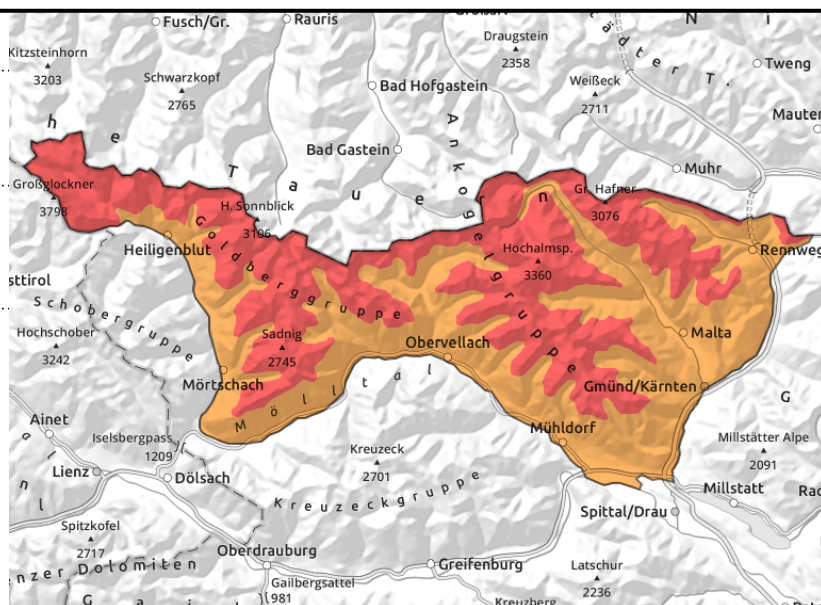 Fusch/Gr.
Rauris
Draugstein
2358
Kitzsteinhorn
3203
Schwarzkopf
2765
Bad Hofgastein
Weißeck
2711
Tweng
Bad Gastein
Muhr
Großglockner
3798
H. Sonnblick
3106
Gr. Hafner
3076
Heiligenblut
Hochalmsp.
3360
Rennweg
Goldberggruppe
Ankogelgruppe
Schobergruppe
Hochschober
3242
Sadnig
2745
Obervellach
Malta
Mörtschach
Mölltal
Gmünd/Kärnten
Ainet
Iselsbergpass
1209
Mühldorf
Kreuzeck
2701
Millstätter Alpe
2091
Lienz
Dölsach
Kreuzeckgruppe
Millstatt
Spittal/Drau
Spitzkofel
2717
Oberdrauburg
Greifenburg
Latschur
2236
Gailbergsattel
981
Kreuzberg